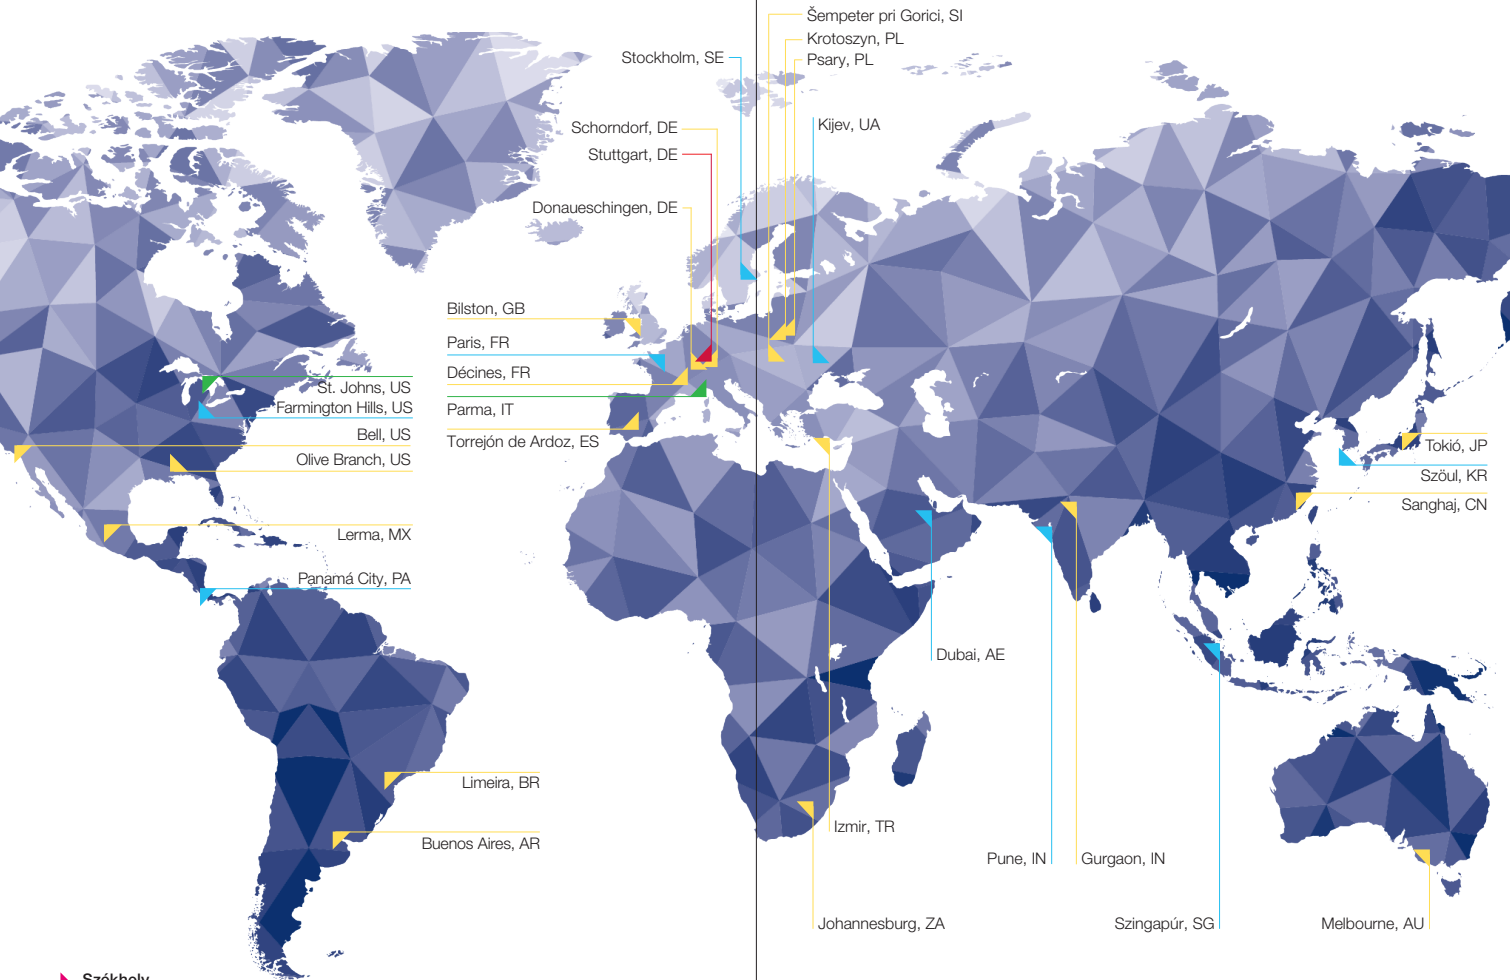 Šempeter pri Gorici, SI
Krotoszyn, PL
Stockholm, SE
Psary, PL
Schorndorf, DE
Kijev, UA
Stuttgart, DE
Donaueschingen, DE
Bilston, GB
Paris, FR
Décines, FR
St. Johns, US
Farmington Hills, US
Parma, IT
Bell, US
Torrejón de Ardoz, ES
Tokió, JP
Olive Branch, US
Szöul, KR
Sanghaj, CN
Lerma, MX
Panamá City, PA
Dubai, AE
Limeira, BR
Izmir, TR
Buenos Aires, AR
Pune, IN
Gurgaon, IN
Johannesburg, ZA
Szingapúr, SG
Melbourne, AU
Székhely